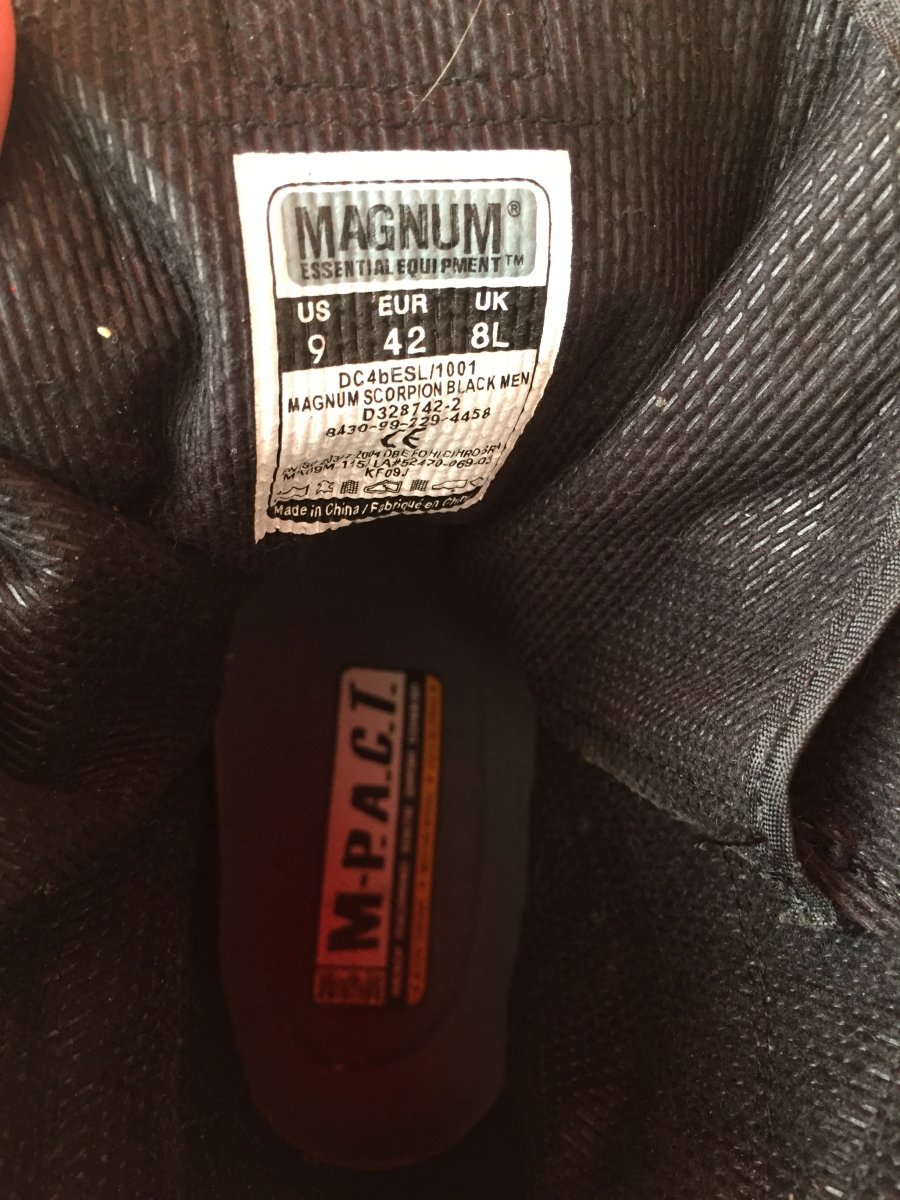 MAGNUM®
ESSENTIAL EQUIPMENT™
US EUR UK
9 42 8L
DC4bESL/1001
MAGNUM SCORPION BLACK MEN
D328742-2
8430-99-229-4458
CE
KF09J
Made in China / Fabriqué en
M-P.A.C.T.